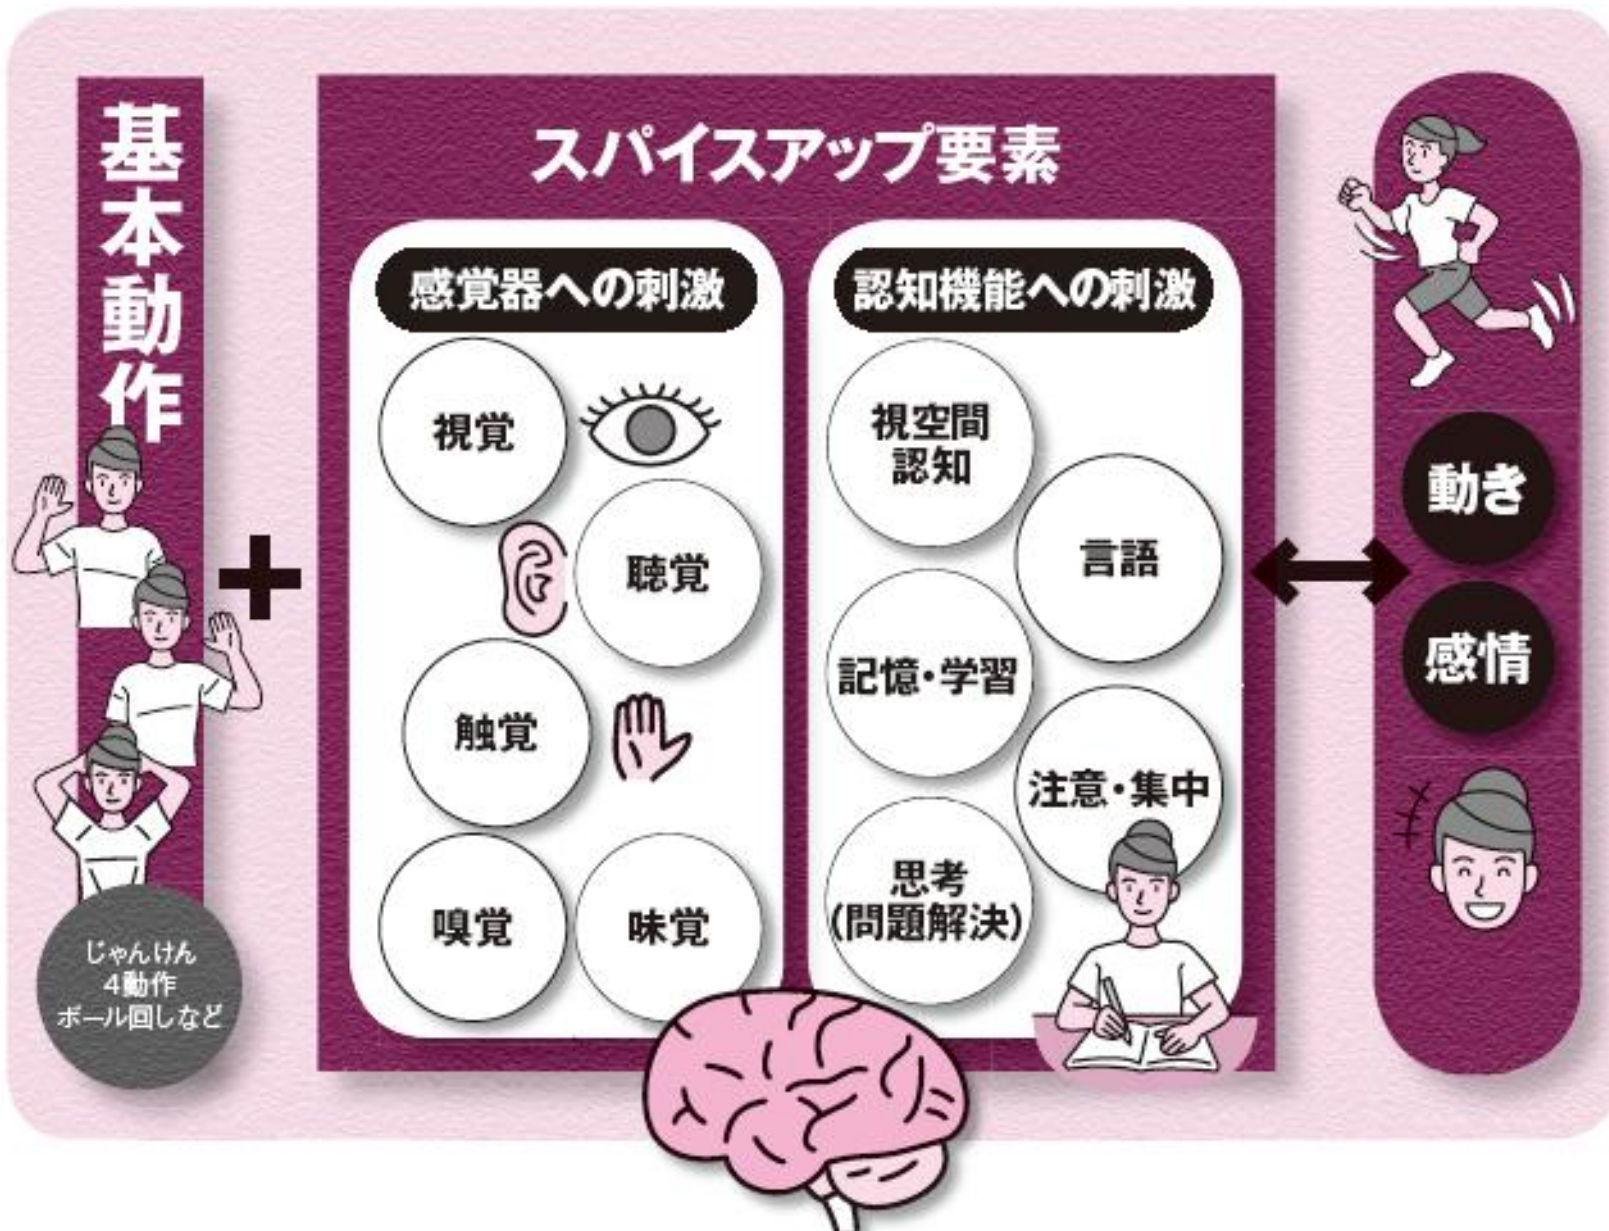 基本動作
じゃんけん
4動作
ボール回しなど
スパイスアップ要素
感覚器への刺激
視覚
聴覚
触覚
嗅覚
味覚
認知機能への刺激
視空間
認知
言語
記憶・学習
注意・集中
思考
(問題解決)
動き
感情